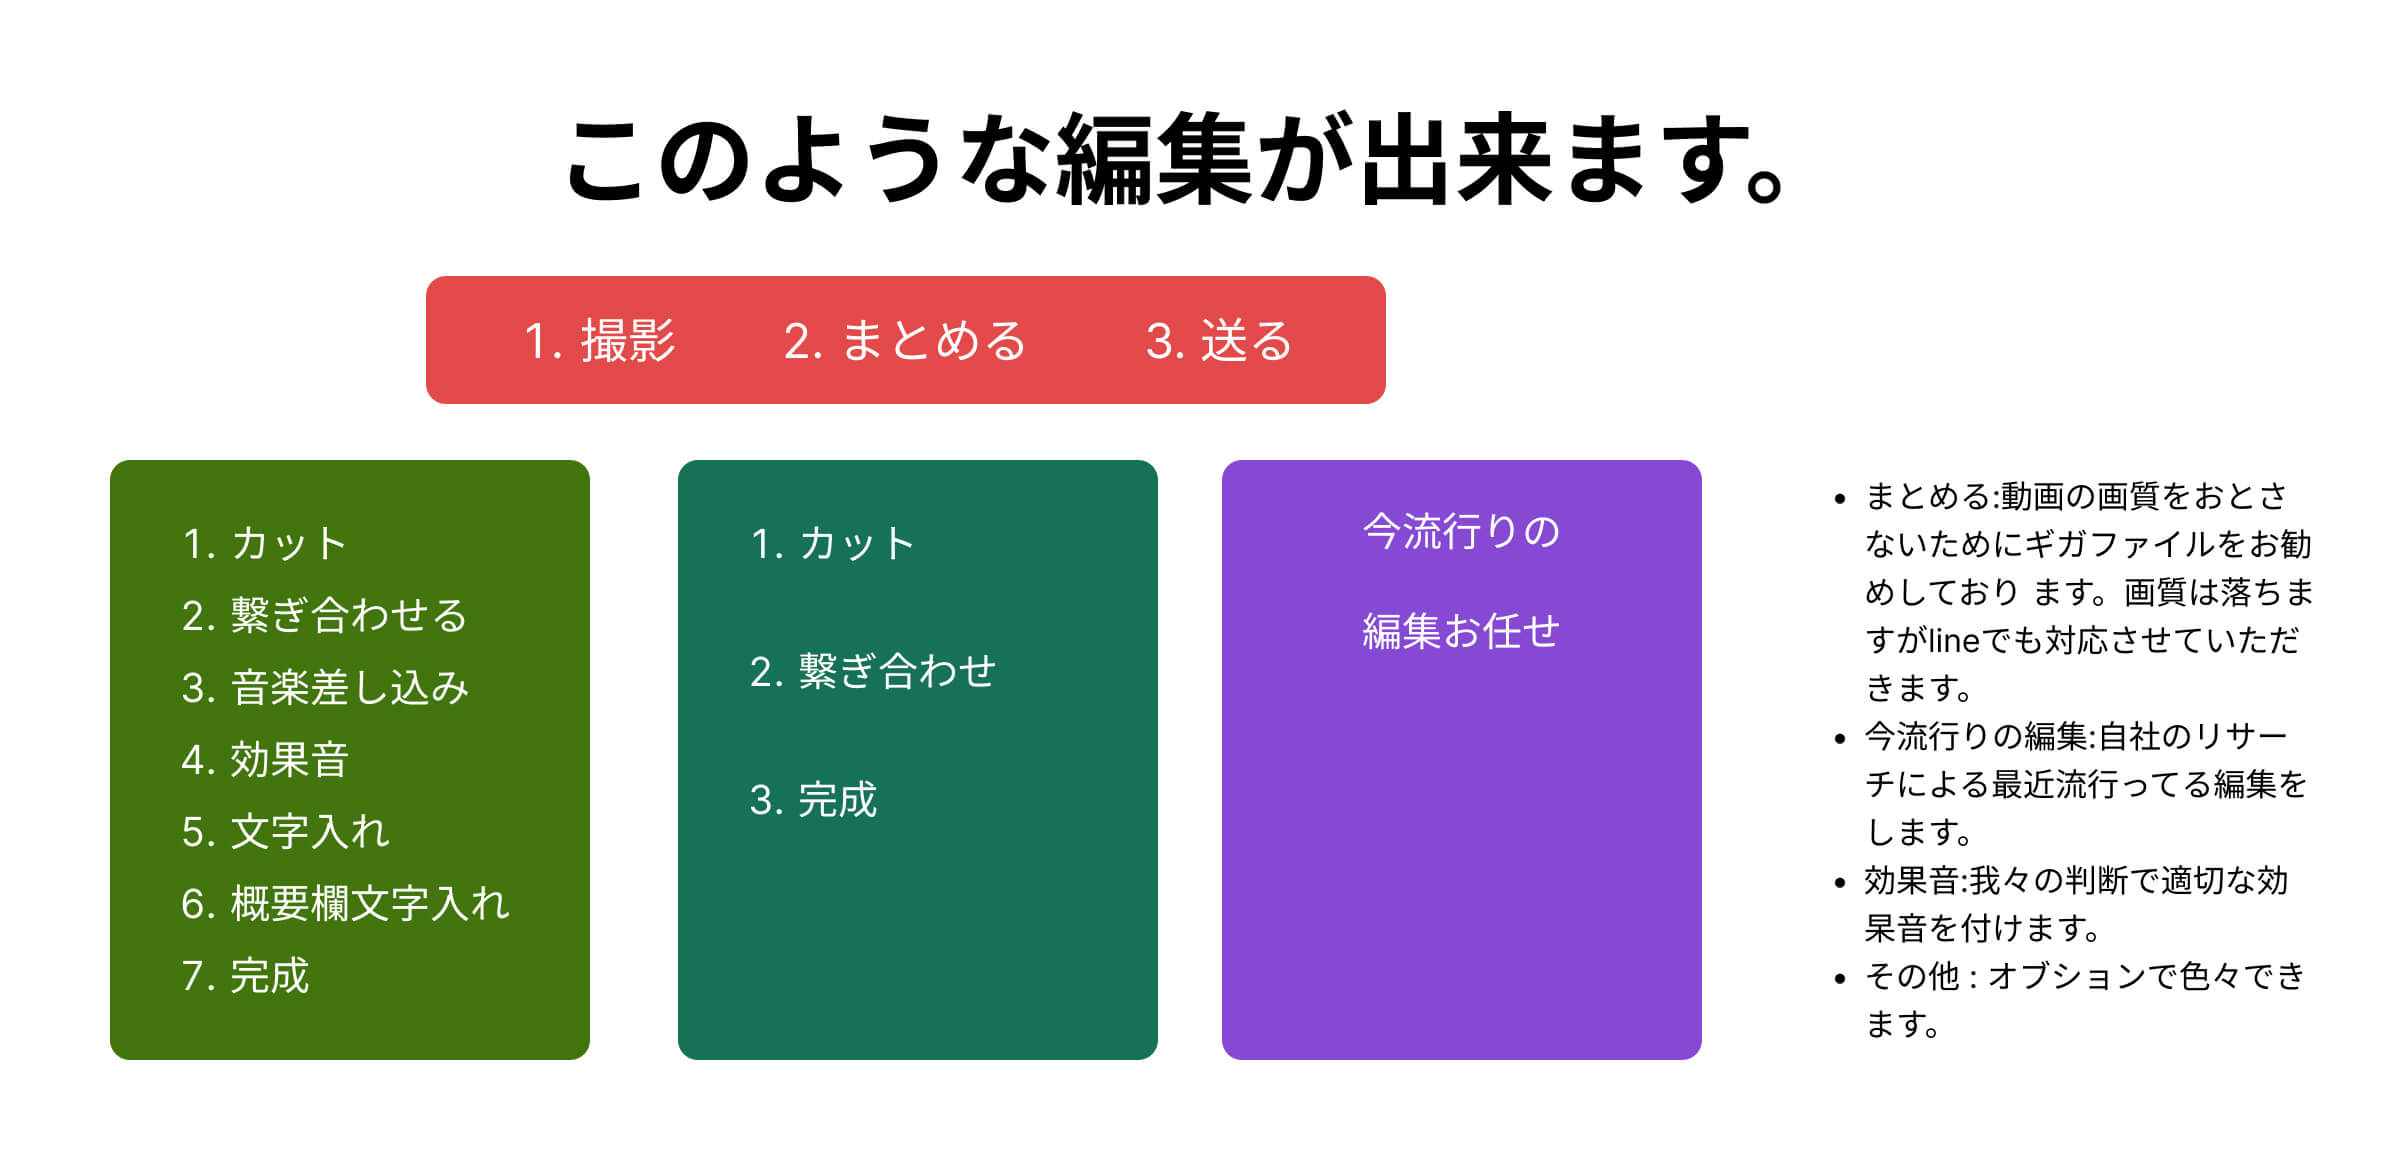 このような編集が出来ます。
1. 撮影 2. まとめる 3. 送る
1. カット
2. 繋ぎ合わせる
3. 音楽差し込み
4. 効果音
5. 文字入れ
6. 概要欄文字入れ
7. 完成
1. カット
2. 繋ぎ合わせ
3. 完成
今流行りの
編集お任せ
• まとめる:動画の画質をおとさ
ないためにギガファイルをお勧
めしており ます。画質は落ちま
すがlineでも対応させていただ
きます。
• 今流行りの編集:自社のリサー
チによる最近流行ってる編集を
します。
• 効果音:我々の判断で適切な効
杲音を付けます。
• その他 : オブションで色々でき
ます。